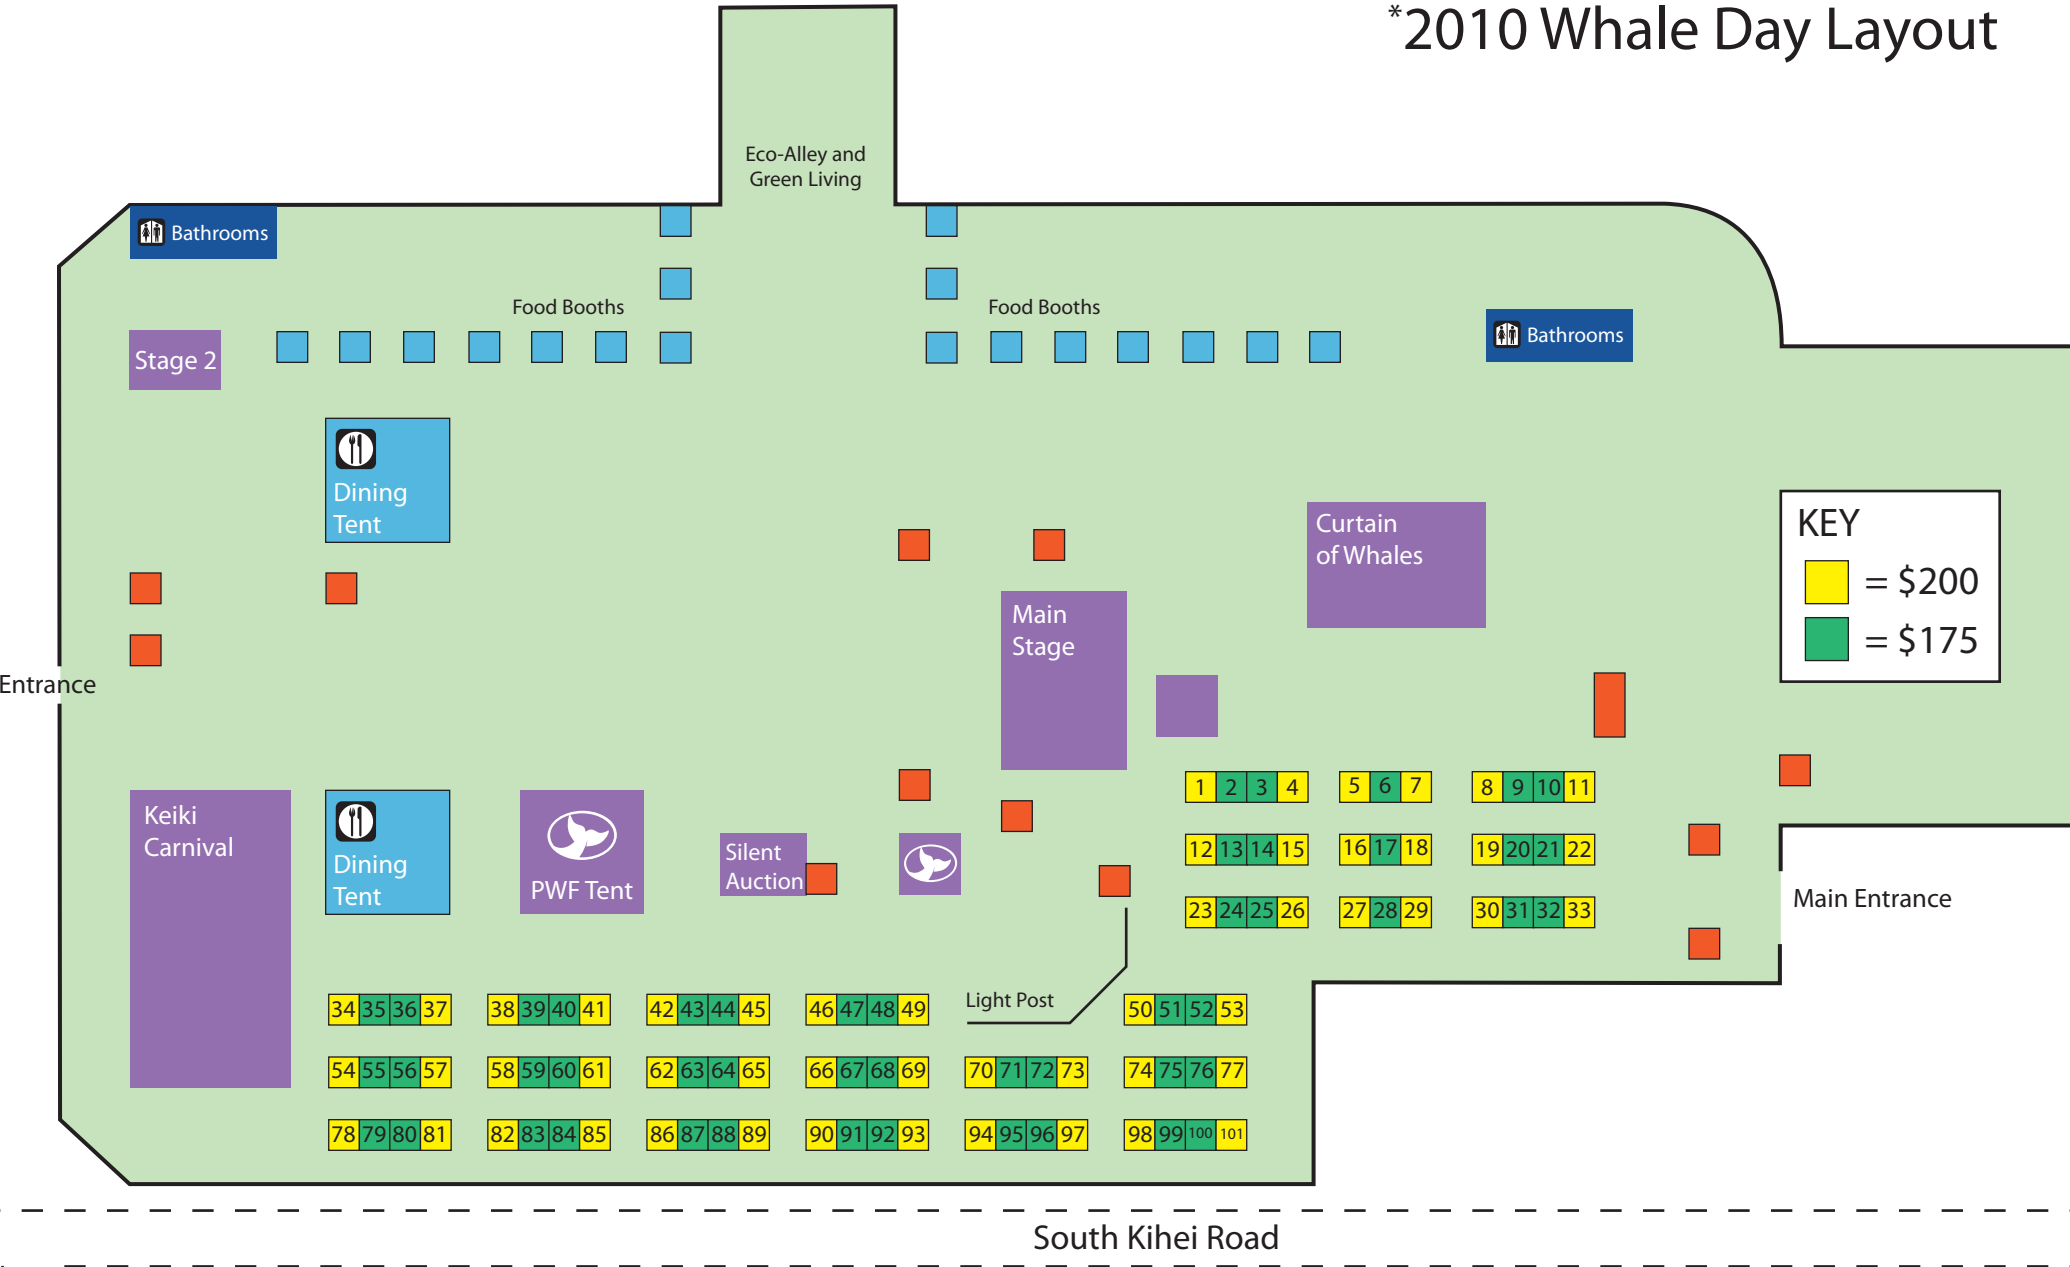 *2010 Whale Day Layout
Eco-Alley and
Green Living
Bathrooms
Food Booths
Food Booths
Stage 2
Bathrooms
Dining
Tent
Curtain
of Whales
KEY
= $200
= $175
Main
Stage
Entrance
Keiki
Carnival
Dining
Tent
PWF Tent
Silent
Auction
1 2 3 4 5 6 7 8 9 10 11
12 13 14 15 16 17 18 19 20 21 22
23 24 25 26 27 28 29 30 31 32 33
Main Entrance
Light Post
34 35 36 37 38 39 40 41 42 43 44 45 46 47 48 49 50 51 52 53
54 55 56 57 58 59 60 61 62 63 64 65 66 67 68 69 70 71 72 73 74 75 76 77
78 79 80 81 82 83 84 85 86 87 88 89 90 91 92 93 94 95 96 97 98 99 100 101
South Kihei Road